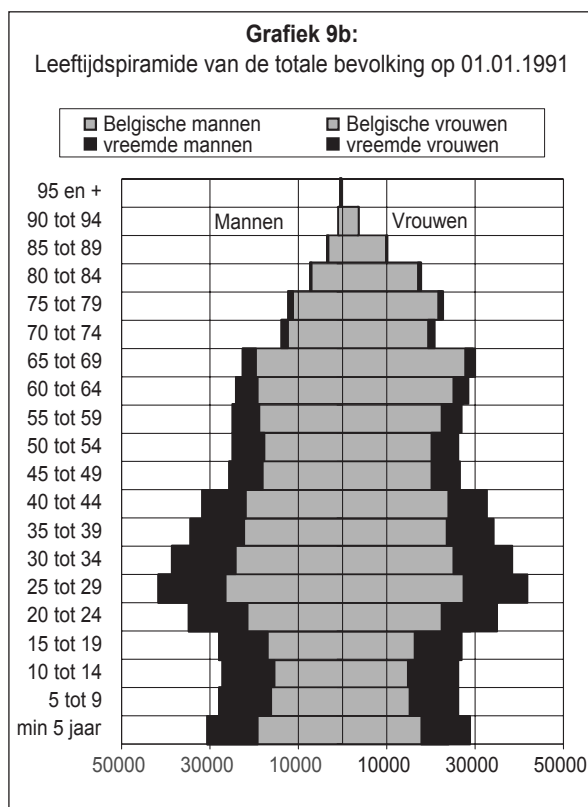 Grafiek 9b:
Leeftijdspiramide van de totale bevolking op 01.01.1991
Belgische mannen Belgische vrouwen
vreemde mannen vreemde vrouwen
95 en +
90 tot 94 Mannen Vrouwen
85 tot 89
80 tot 84
75 tot 79
70 tot 74
65 tot 69
60 tot 64
55 tot 59
50 tot 54
45 tot 49
40 tot 44
35 tot 39
30 tot 34
25 tot 29
20 tot 24
15 tot 19
10 tot 14
5 tot 9
min 5 jaar
50000 30000 10000 10000 30000 50000